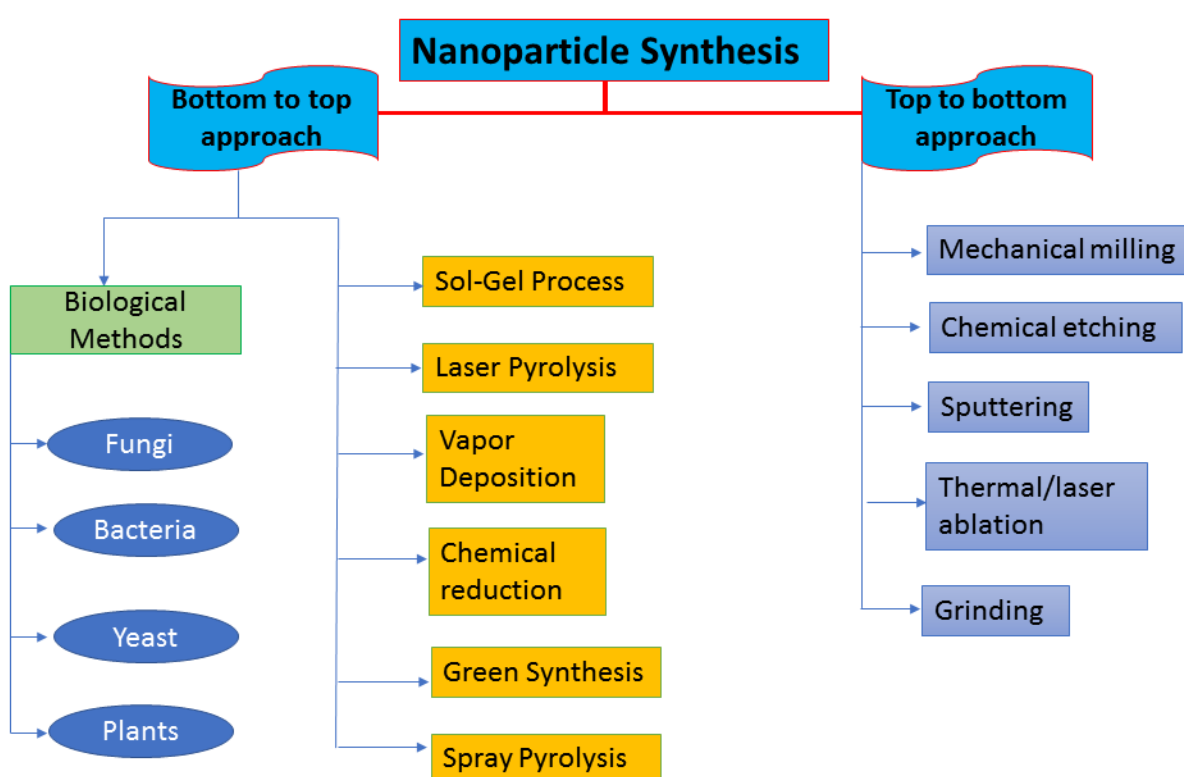 Nanoparticle Synthesis
Bottom to top
approach
Top to bottom
approach
Biological
Methods
Fungi
Bacteria
Yeast
Plants
Sol-Gel Process
Laser Pyrolysis
Vapor
Deposition
Chemical
reduction
Green Synthesis
Spray Pyrolysis
Mechanical milling
Chemical etching
Sputtering
Thermal/laser
ablation
Grinding